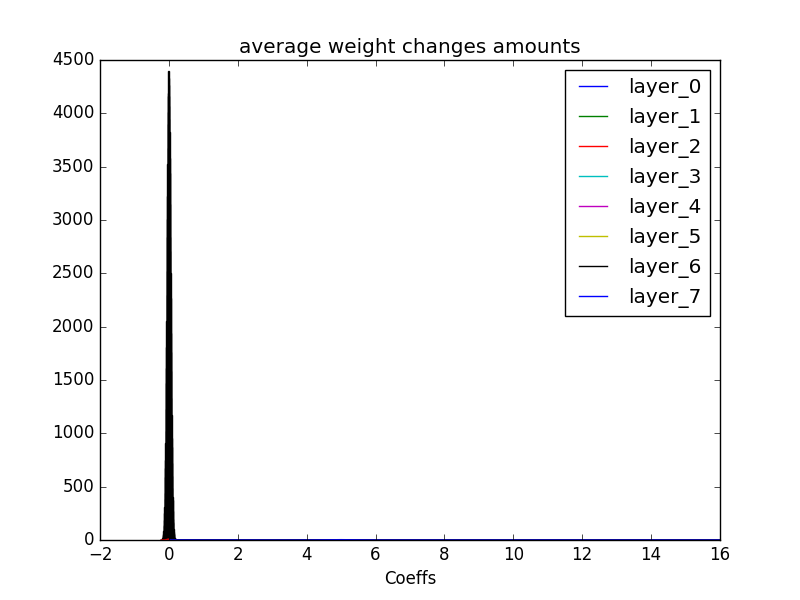 average weight changes amounts
4500
4000
3500
3000
2500
2000
1500
1000
500
0
layer_0
layer_1
layer_2
layer_3
layer_4
layer_5
layer_6
layer_7
−2 0 2 4 6 8 10 12 14 16
Coeffs